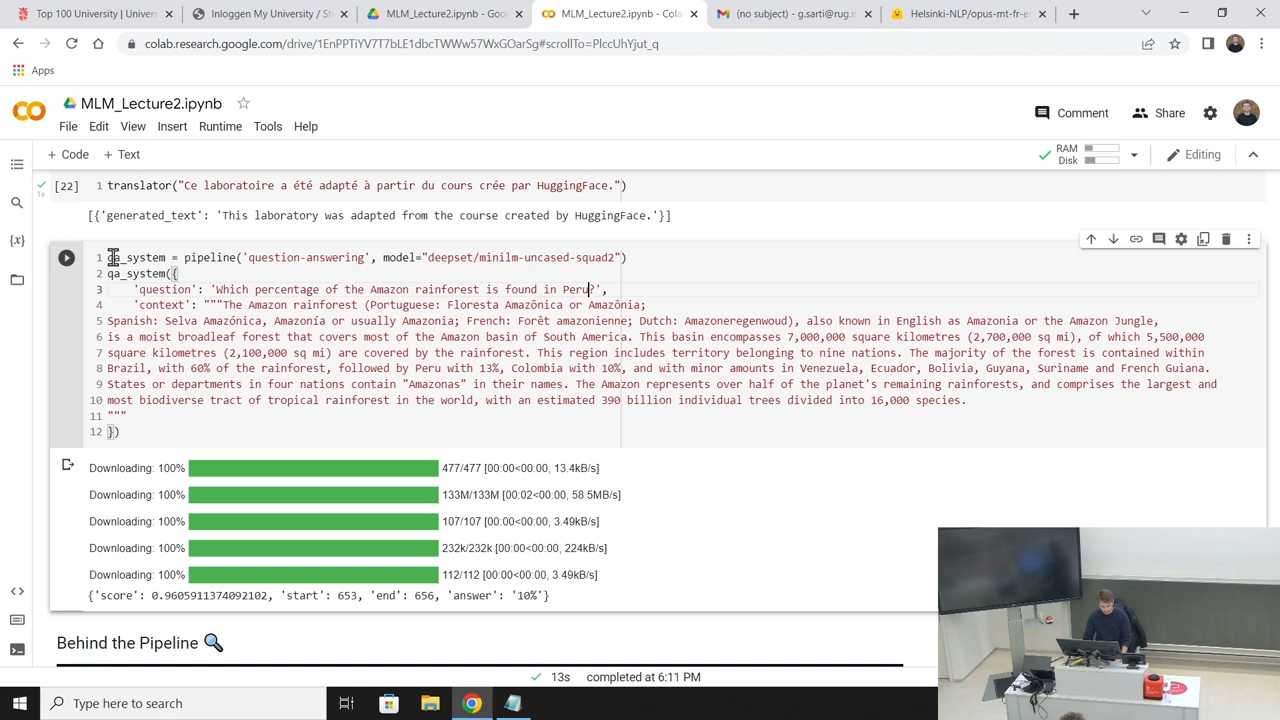 Top 100 | University | Univers
Inloggen My University / St
MLM_Lecture2.ipynb - Goo
MLM_Lecture2.ipynb - Cola
(no subject) - g.sarti@rug.n
Helsinki-NLP/opus-mt-fr-en
colab.research.google.com/drive/1EnPPTiYV7T7bLE1dbcTWWw57WxGOarSg#scrollTo=PlccUhYjut_q
Apps
MLM_Lecture2.ipynb
File Edit View Insert Runtime Tools Help
Comment Share
+ Code + Text
RAM
Disk
Editing
[22] 1 translator("Ce laboratoire a été adapté à partir du cours crée par HuggingFace.")
1s
[{'generated_text': 'This laboratory was adapted from the course created by HuggingFace.'}]
1 qa_system = pipeline('question-answering', model="deepset/minilm-uncased-squad2")
2 qa_system({
3 'question': 'Which percentage of the Amazon rainforest is found in Peru?',
4 'context': """The Amazon rainforest (Portuguese: Floresta Amazônica or Amazônia;
5 Spanish: Selva Amazónica, Amazonía or usually Amazonia; French: Forêt amazonienne; Dutch: Amazoneregenwoud), also known in English as Amazonia or the Amazon Jungle,
6 is a moist broadleaf forest that covers most of the Amazon basin of South America. This basin encompasses 7,000,000 square kilometres (2,700,000 sq mi), of which 5,500,000
7 square kilometres (2,100,000 sq mi) are covered by the rainforest. This region includes territory belonging to nine nations. The majority of the forest is contained within
8 Brazil, with 60% of the rainforest, followed by Peru with 13%, Colombia with 10%, and with minor amounts in Venezuela, Ecuador, Bolivia, Guyana, Suriname and French Guiana.
9 States or departments in four nations contain "Amazonas" in their names. The Amazon represents over half of the planet's remaining rainforests, and comprises the largest and
10 most biodiverse tract of tropical rainforest in the world, with an estimated 390 billion individual trees divided into 16,000 species.
11 """
12 })
Downloading: 100% 477/477 [00:00<00:00, 13.4kB/s]
Downloading: 100% 133M/133M [00:02<00:00, 58.5MB/s]
Downloading: 100% 107/107 [00:00<00:00, 3.49kB/s]
Downloading: 100% 232k/232k [00:00<00:00, 224kB/s]
Downloading: 100% 112/112 [00:00<00:00, 3.49kB/s]
{'score': 0.9605911374092102, 'start': 653, 'end': 656, 'answer': '10%'}
Behind the Pipeline
13s completed at 6:11 PM
Type here to search